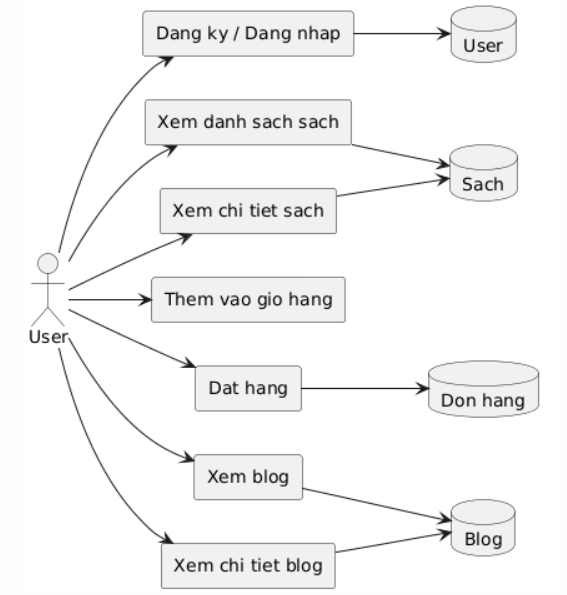 Dang ky / Dang nhap
User
Xem danh sach sach
Sach
Xem chi tiet sach
Them vao gio hang
User
Dat hang
Don hang
Xem blog
Blog
Xem chi tiet blog